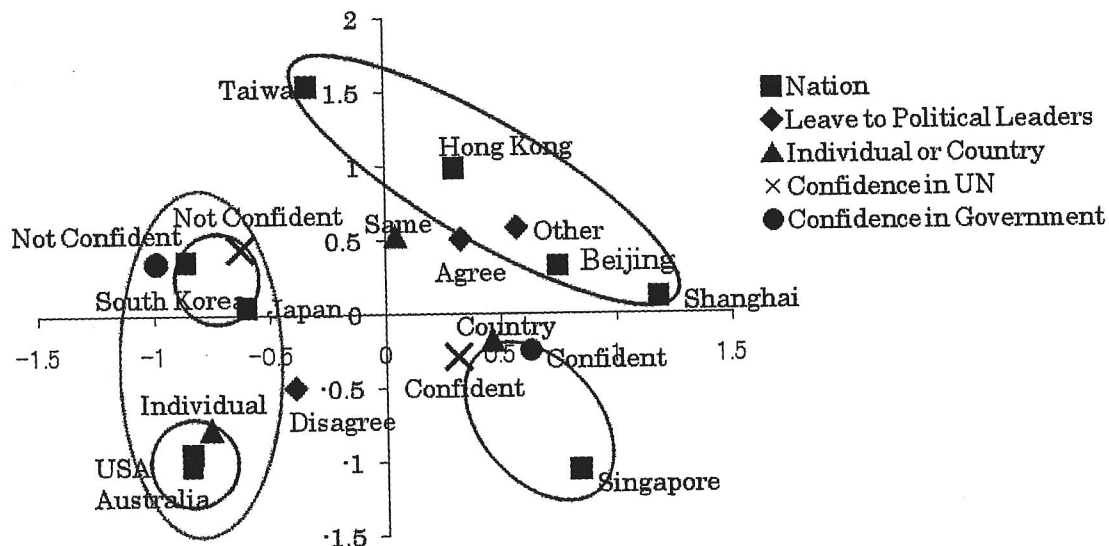 2
Taiwa
1.5
Hong Kong
1
Not Confident
Same
Other
Not Confident
0.5
Agree
Beijing
South Korea
Japan
0
Shanghai
Country
-1.5
-1
-0.5
0
0.5
1
1.5
Confident
Confident
Individual
Disagree
-0.5
USA
-1
Singapore
Australia
-1.5
Nation
Leave to Political Leaders
Individual or Country
Confidence in UN
Confidence in Government